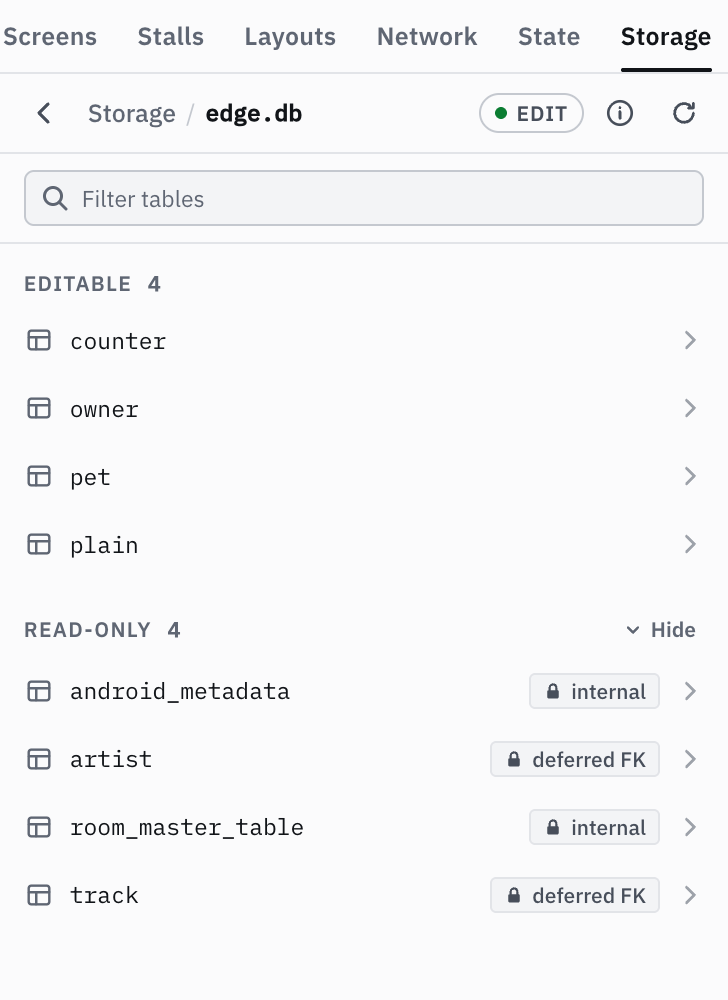 Screens Stalls Layouts Network State Storage
Storage / edge.db EDIT
Filter tables
EDITABLE 4
counter
owner
pet
plain
READ-ONLY 4 Hide
android_metadata internal
artist deferred FK
room_master_table internal
track deferred FK